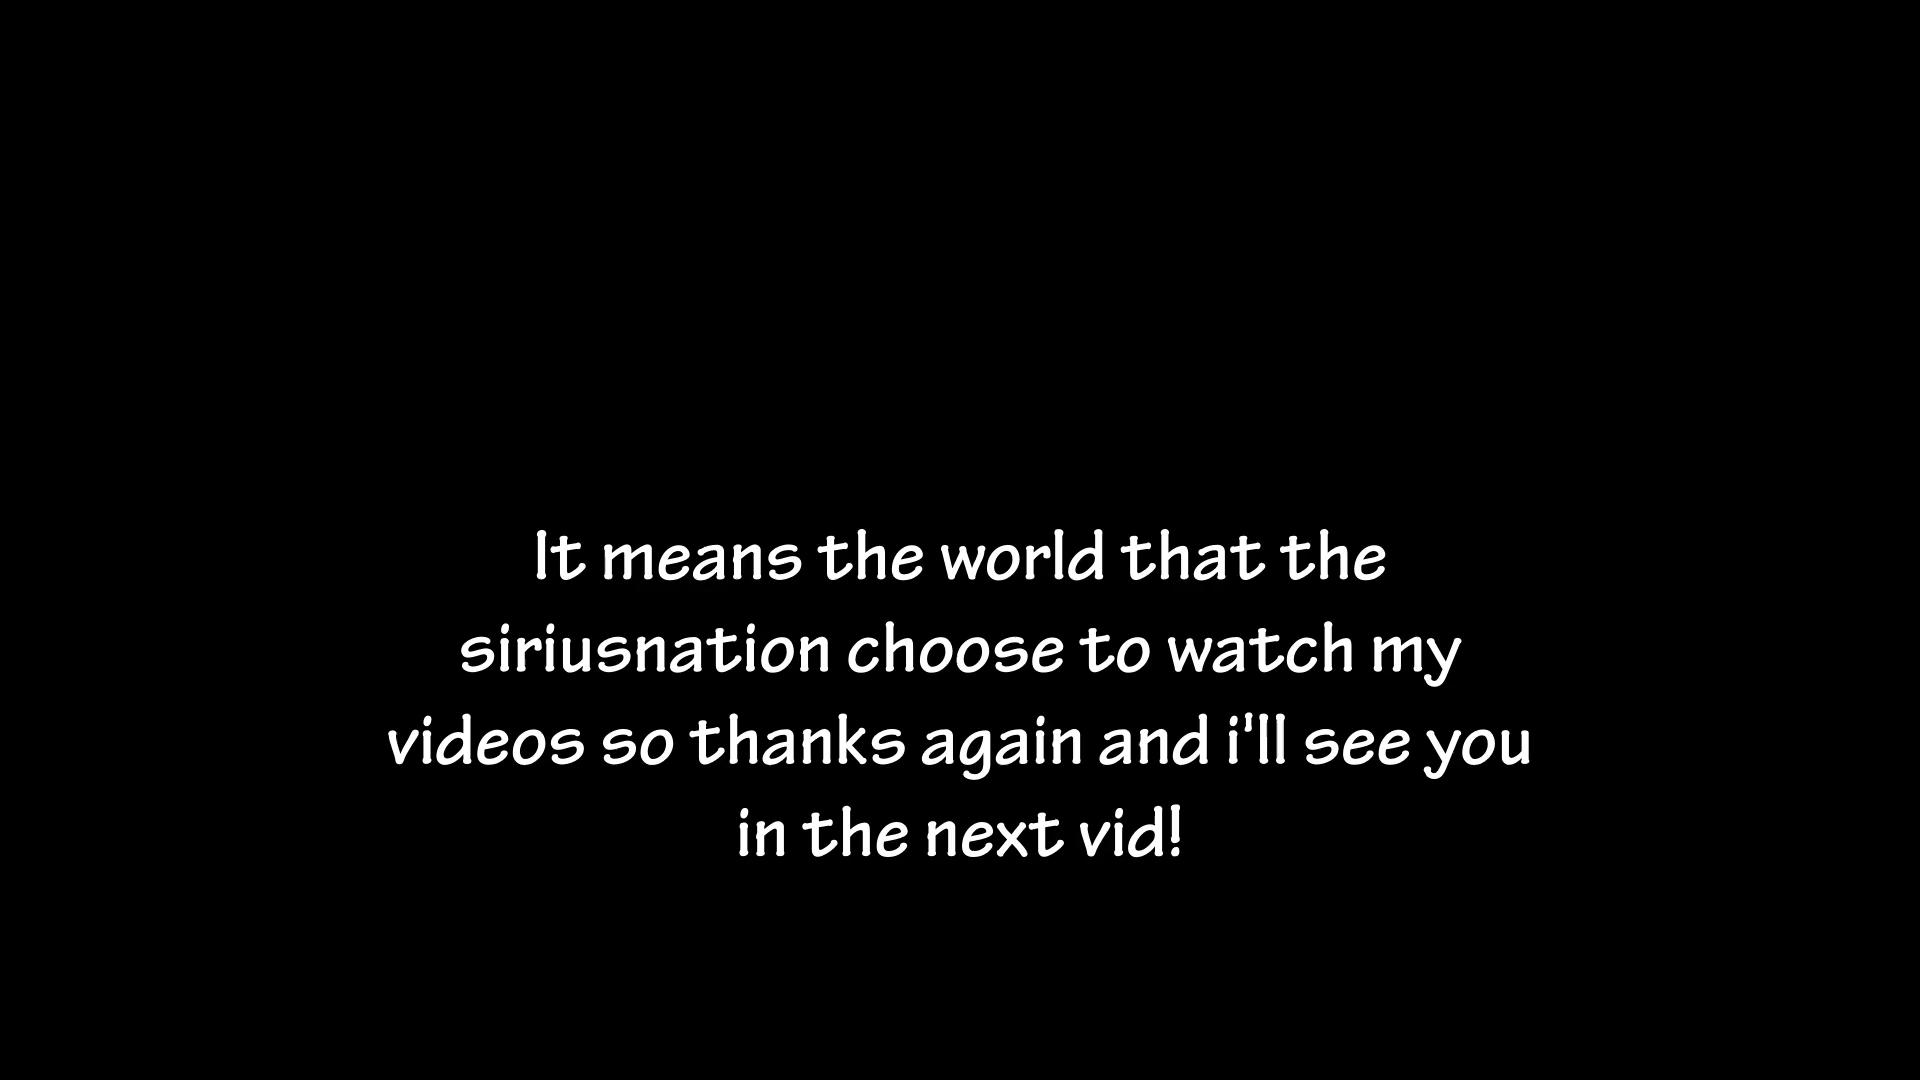 It means the world that the
siriusnation choose to watch my
videos so thanks again and i'll see you
in the next vid!